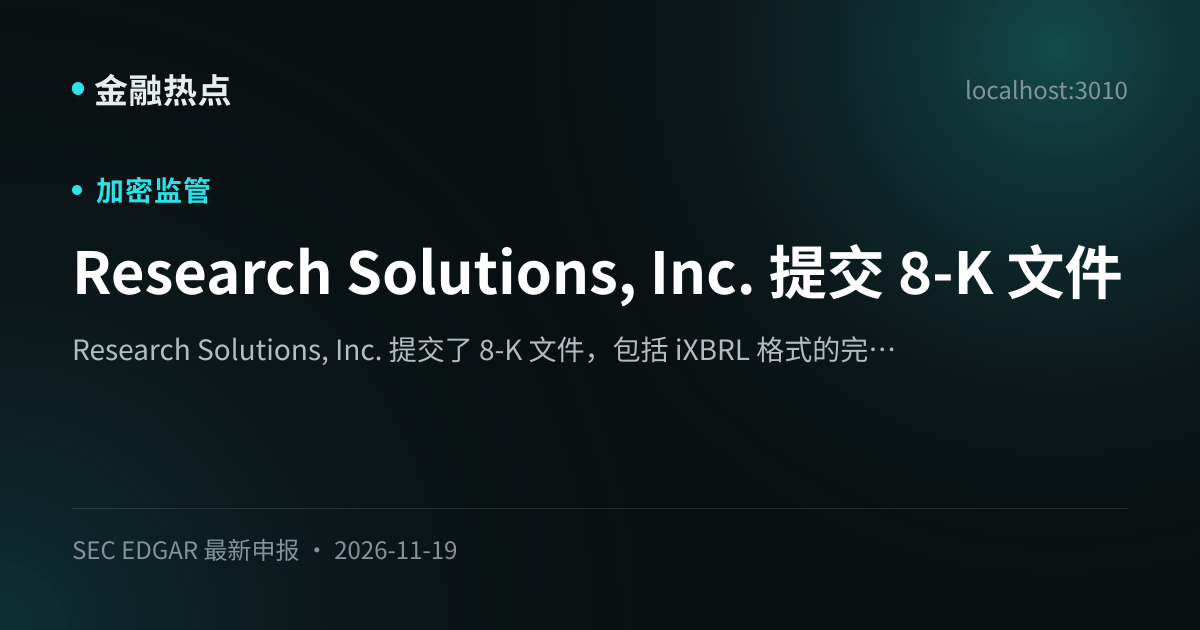 金融热点
localhost:3010
加密监管
Research Solutions, Inc. 提交 8-K 文件
Research Solutions, Inc. 提交了 8-K 文件，包括 iXBRL 格式的完…
SEC EDGAR 最新申报 · 2026-11-19